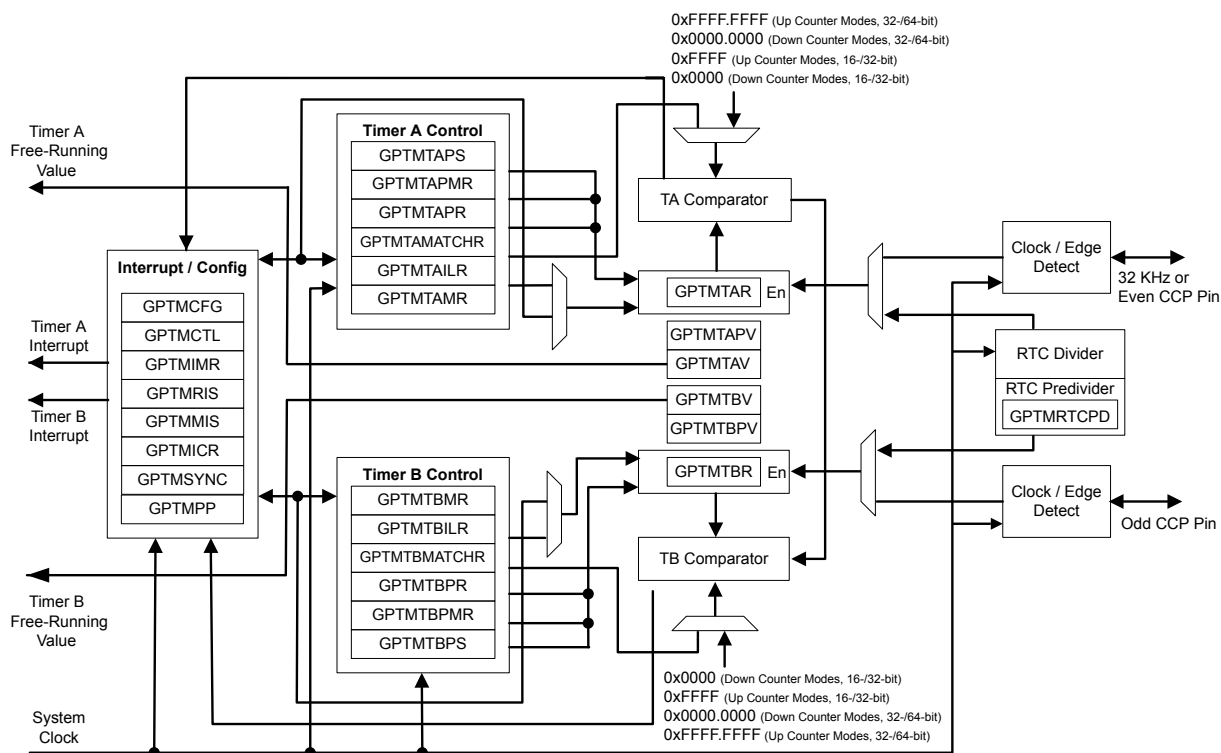 0xFFFF.FFFF (Up Counter Modes, 32-/64-bit)
0x0000.0000 (Down Counter Modes, 32-/64-bit)
0xFFFF (Up Counter Modes, 16-/32-bit)
0x0000 (Down Counter Modes, 16-/32-bit)
Timer A
Free-Running
Value
Timer A Control
GPTMTAPS
GPTMTAPMR
GPTMTAPR
GPTMTAMATCHR
GPTMTAILR
GPTMTAMR
TA Comparator
GPTMTAR
En
GPTMTAPV
GPTMTAV
Clock / Edge
Detect
32 KHz or
Even CCP Pin
Interrupt / Config
GPTMCFG
GPTMCTL
GPTMIMR
GPTMRIS
GPTMMIS
GPTMICR
GPTMSYNC
GPTMPP
Timer A
Interrupt
Timer B
Interrupt
RTC Divider
RTC Predivider
GPTMRTCPD
GPTMTBV
GPTMTBPV
GPTMTBR
En
Timer B Control
GPTMTBMR
GPTMTBILR
GPTMTBMATCHR
GPTMTBPR
GPTMTBPMR
GPTMTBPS
TB Comparator
Clock / Edge
Detect
Odd CCP Pin
Timer B
Free-Running
Value
0x0000 (Down Counter Modes, 16-/32-bit)
0xFFFF (Up Counter Modes, 16-/32-bit)
0x0000.0000 (Down Counter Modes, 32-/64-bit)
0xFFFF.FFFF (Up Counter Modes, 32-/64-bit)
System
Clock